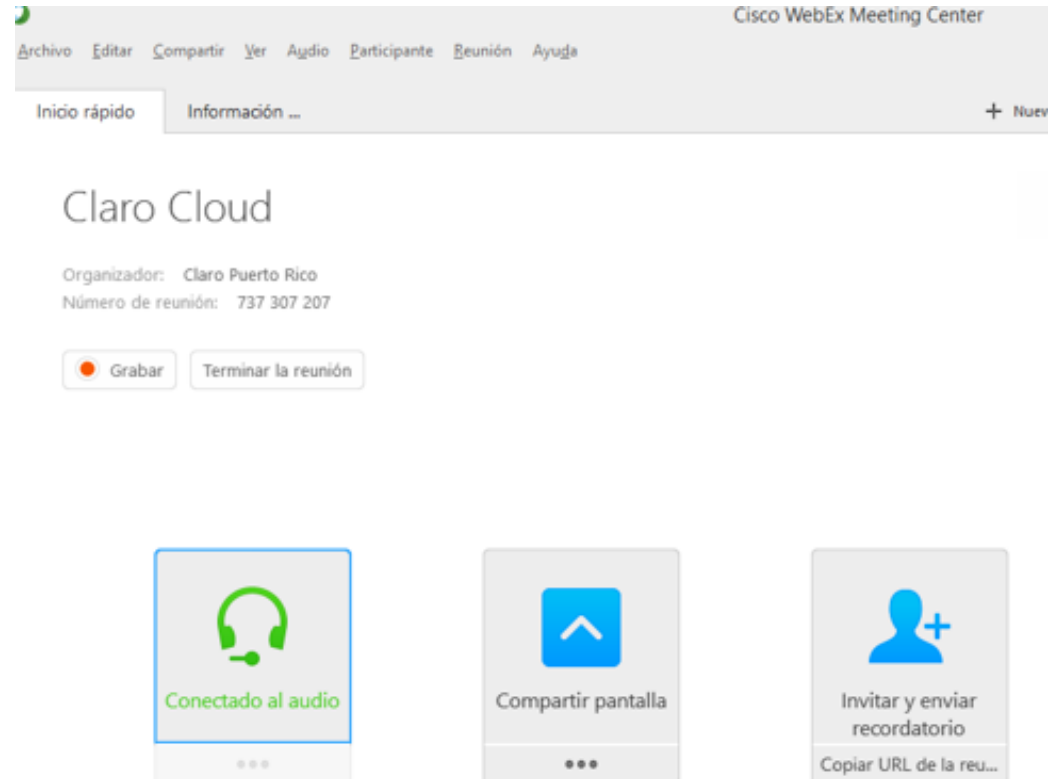 Cisco WebEx Meeting Center
Archivo Editar Compartir Ver Audio Participante Reunión Ayuda
Inicio rápido Información ... + Nuev
Claro Cloud
Organizador: Claro Puerto Rico
Número de reunión: 737 307 207
Grabar Terminar la reunión
Conectado al audio Compartir pantalla Invitar y enviar
recordatorio
Copiar URL de la reu...